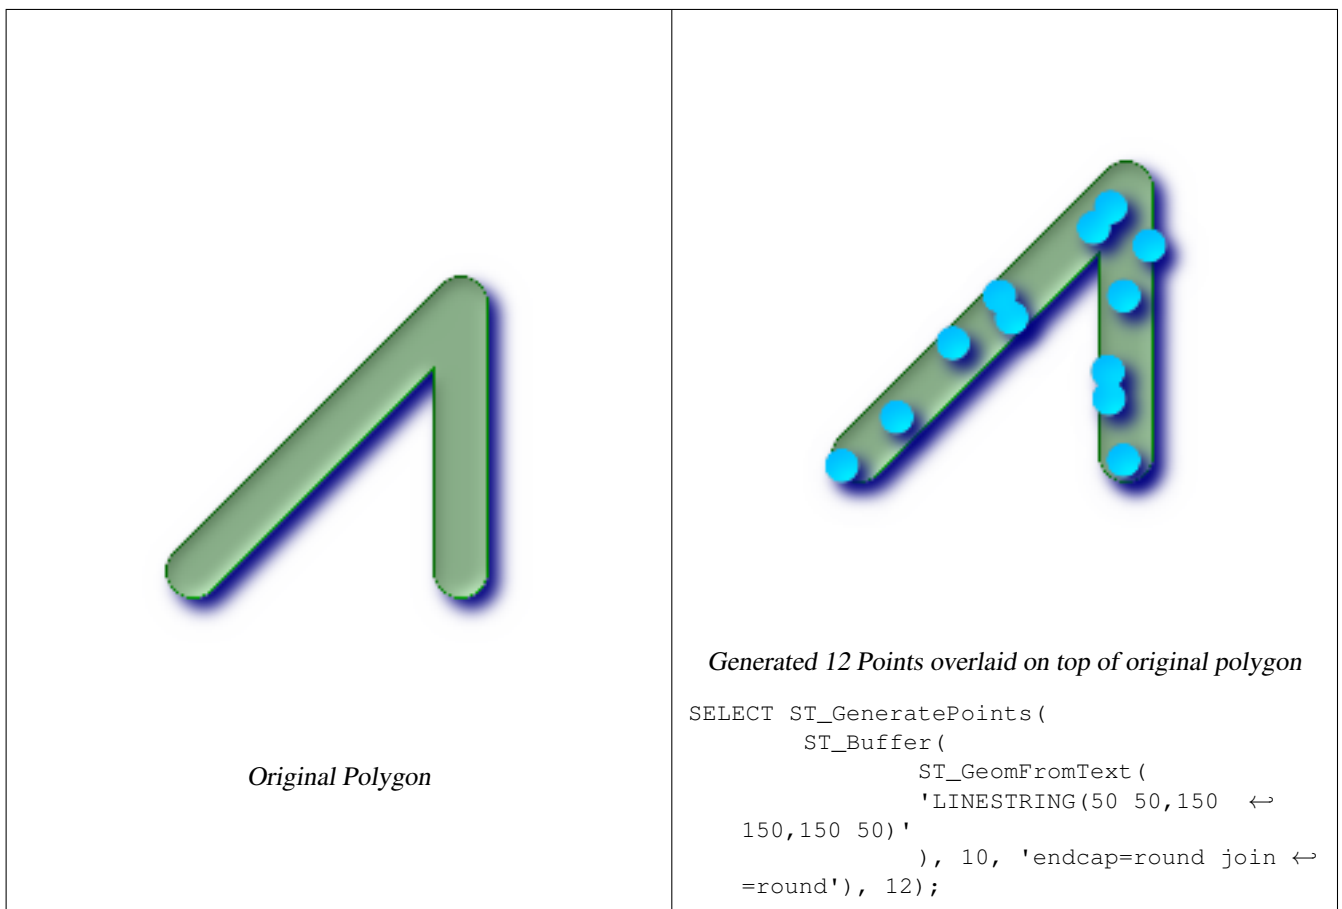 Original Polygon
Generated 12 Points overlaid on top of original polygon
SELECT ST_GeneratePoints(
ST_Buffer(
ST_GeomFromText(
'LINESTRING(50 50,150 ↩
150,150 50)'
), 10, 'endcap=round join ↩
=round'), 12);